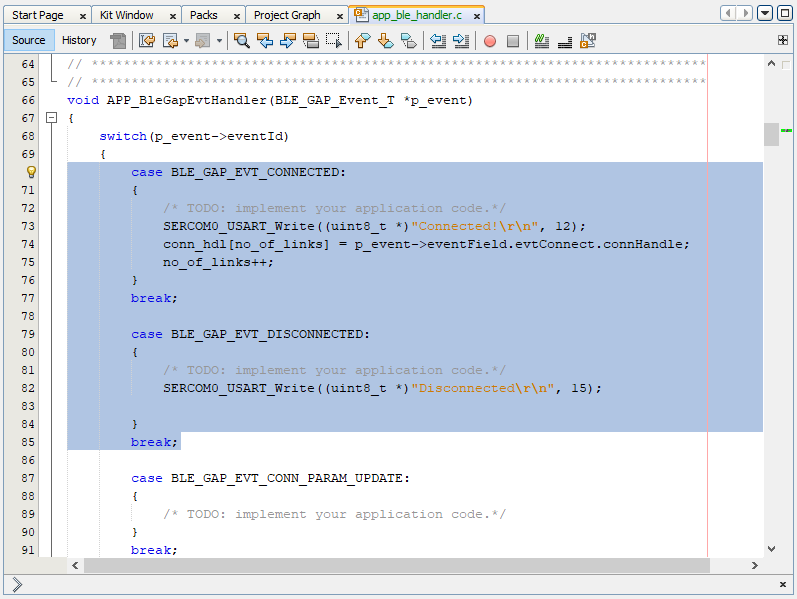 Start Page x Kit Window x Packs x Project Graph x app_ble_handler.c x
Source History
64 // *****************************************************************************
65 // *****************************************************************************
66 void APP_BleGapEvtHandler(BLE_GAP_Event_T *p_event)
67 {
68 switch(p_event->eventId)
69 {
case BLE_GAP_EVT_CONNECTED:
71 {
72 /* TODO: implement your application code.*/
73 SERCOM0_USART_Write((uint8_t *)"Connected!\r\n", 12);
74 conn_hdl[no_of_links] = p_event->eventField.evtConnect.connHandle;
75 no_of_links++;
76 }
77 break;
78
79 case BLE_GAP_EVT_DISCONNECTED:
80 {
81 /* TODO: implement your application code.*/
82 SERCOM0_USART_Write((uint8_t *)"Disconnected\r\n", 15);
83
84 }
85 break;
86
87 case BLE_GAP_EVT_CONN_PARAM_UPDATE:
88 {
89 /* TODO: implement your application code.*/
90 }
91 break;